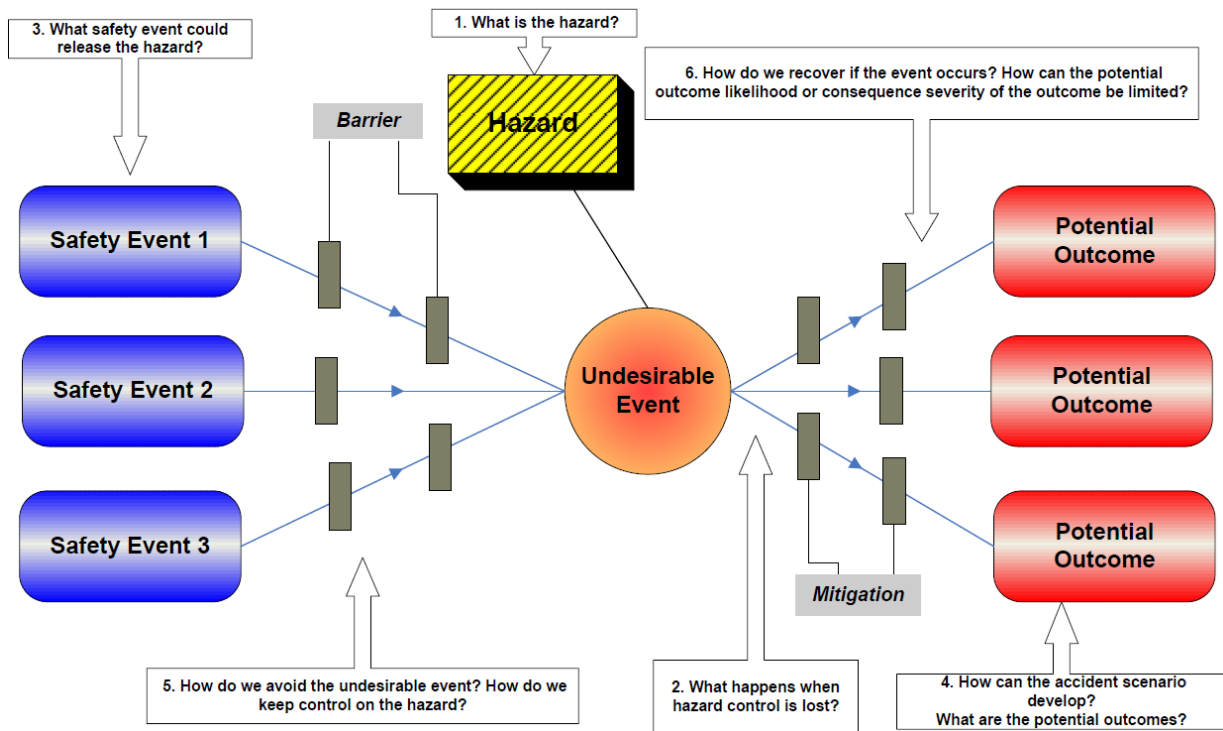 3. What safety event could
release the hazard?
1. What is the hazard?
6. How do we recover if the event occurs? How can the potential
outcome likelihood or consequence severity of the outcome be limited?
Barrier
Hazard
Safety Event 1
Safety Event 2
Safety Event 3
Undesirable
Event
Potential
Outcome
Potential
Outcome
Potential
Outcome
Mitigation
5. How do we avoid the undesirable event? How do we
keep control on the hazard?
2. What happens when
hazard control is lost?
4. How can the accident scenario
develop?
What are the potential outcomes?